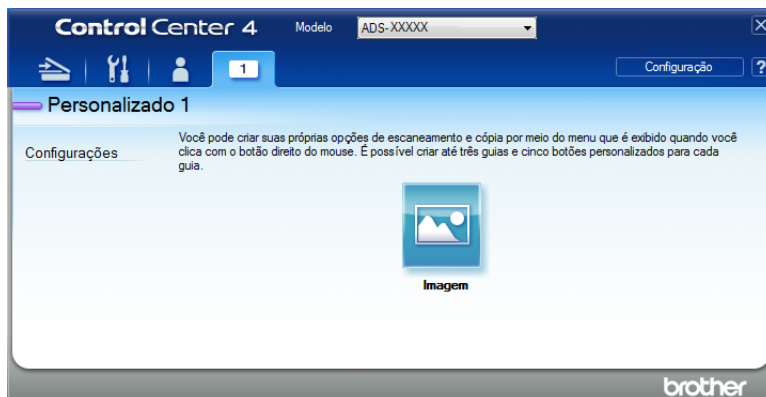 Control Center 4 Modelo ADS-XXXXX
1 Configuração ?
Personalizado 1
Configurações
Você pode criar suas próprias opções de escaneamento e cópia por meio do menu que é exibido quando você
clica com o botão direito do mouse. É possível criar até três guias e cinco botões personalizados para cada
guia.
Imagem
brother